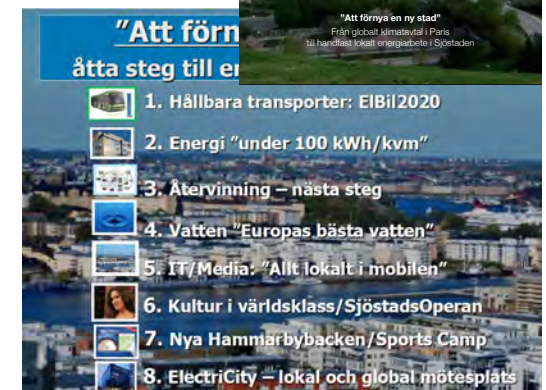 "Att förnya en ny stad"
Från globalt klimatavtal i Paris
till handfast lokalt energiarbete i Sjöstaden
"Att förn
åtta steg till e
1. Hållbara transporter: ElBil2020
2. Energi "under 100 kWh/kvm"
3. Återvinning – nästa steg
4. Vatten "Europas bästa vatten"
5. IT/Media: "Allt lokalt i mobilen"
6. Kultur i världsklass/SjöstadsOperan
7. Nya Hammarbybacken/Sports Camp
8. ElectriCity – lokal och global mötesplats